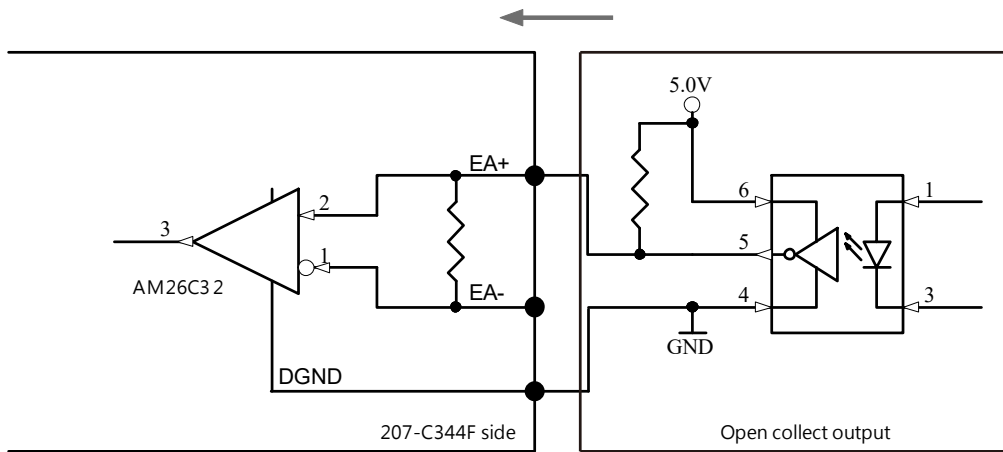 5.0V
EA+
6
1
2
3
5
1
AM26C32
EA-
4
3
GND
DGND
207-C344F side
Open collect output